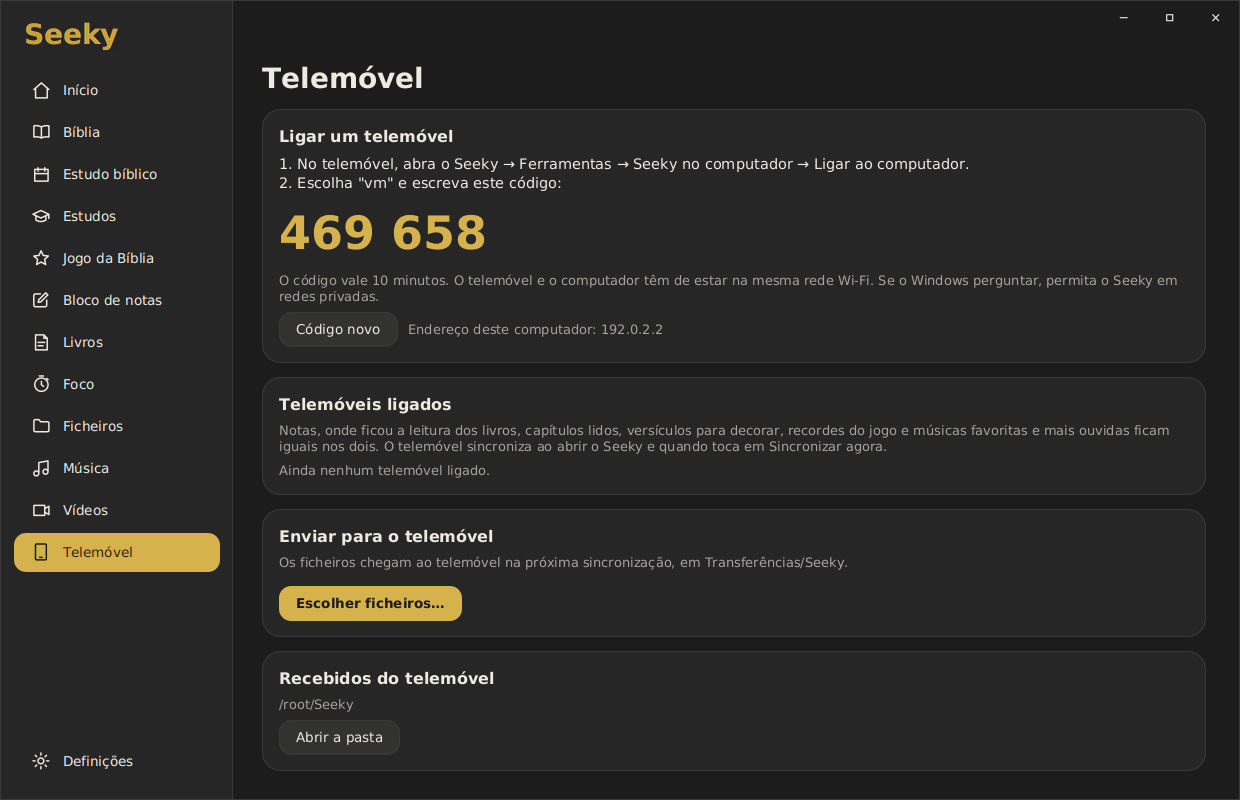 Seeky
Início
Bíblia
Estudo bíblico
Estudos
Jogo da Bíblia
Bloco de notas
Livros
Foco
Ficheiros
Música
Vídeos
Telemóvel
Definições
Telemóvel
Ligar um telemóvel
1. No telemóvel, abra o Seeky → Ferramentas → Seeky no computador → Ligar ao computador.
2. Escolha "vm" e escreva este código:
469 658
O código vale 10 minutos. O telemóvel e o computador têm de estar na mesma rede Wi-Fi. Se o Windows perguntar, permita o Seeky em
redes privadas.
Código novo Endereço deste computador: 192.0.2.2
Telemóveis ligados
Notas, onde ficou a leitura dos livros, capítulos lidos, versículos para decorar, recordes do jogo e músicas favoritas e mais ouvidas ficam
iguais nos dois. O telemóvel sincroniza ao abrir o Seeky e quando toca em Sincronizar agora.
Ainda nenhum telemóvel ligado.
Enviar para o telemóvel
Os ficheiros chegam ao telemóvel na próxima sincronização, em Transferências/Seeky.
Escolher ficheiros...
Recebidos do telemóvel
/root/Seeky
Abrir a pasta